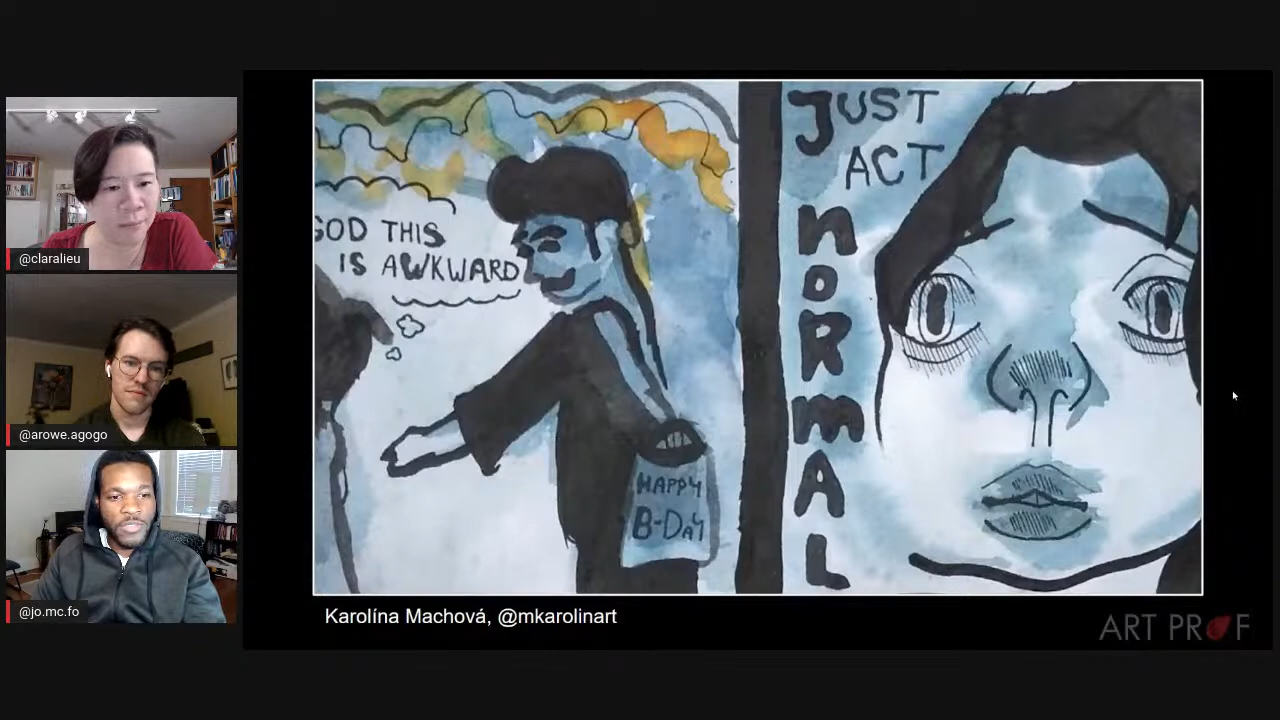 @claralieu
@arowe.agogo
@jo.mc.fo
GOD THIS
IS AWKWARD
HAPPY
B-DAY
JUST
ACT
NORMAL
Karolína Machová, @mkarolinart
ART PROF